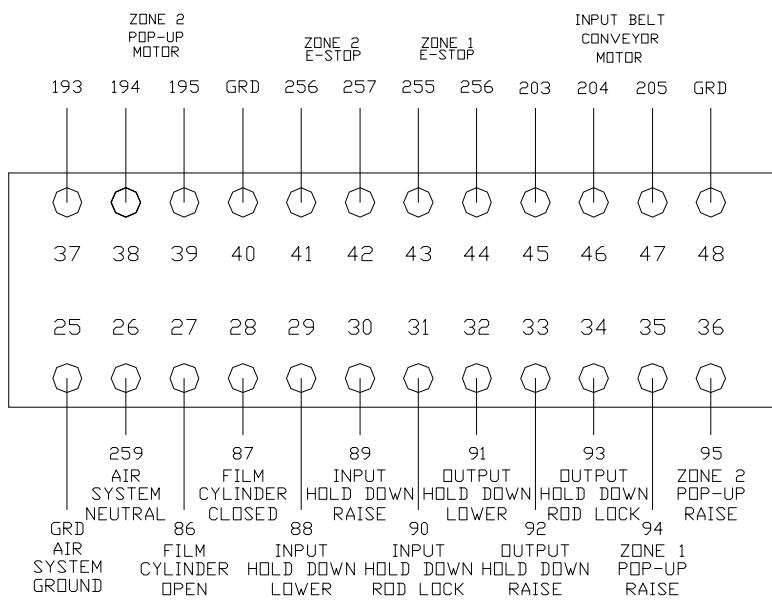 ZONE 2
POP-UP
MOTOR
ZONE 2
E-STOP
ZONE 1
E-STOP
INPUT BELT
CONVEYOR
MOTOR
193 194 195 GRD 256 257 255 256 203 204 205 GRD
37 38 39 40 41 42 43 44 45 46 47 48
25 26 27 28 29 30 31 32 33 34 35 36
259
AIR
SYSTEM
NEUTRAL
87
FILM
CYLINDER
CLOSED
89
INPUT
HOLD DOWN
RAISE
91
OUTPUT
HOLD DOWN
LOWER
93
OUTPUT
HOLD DOWN
ROD LOCK
95
ZONE 2
POP-UP
RAISE
GRD
AIR
SYSTEM
GROUND
86
FILM
CYLINDER
OPEN
88
INPUT
HOLD DOWN
LOWER
90
INPUT
HOLD DOWN
ROD LOCK
92
OUTPUT
HOLD DOWN
RAISE
94
ZONE 1
POP-UP
RAISE